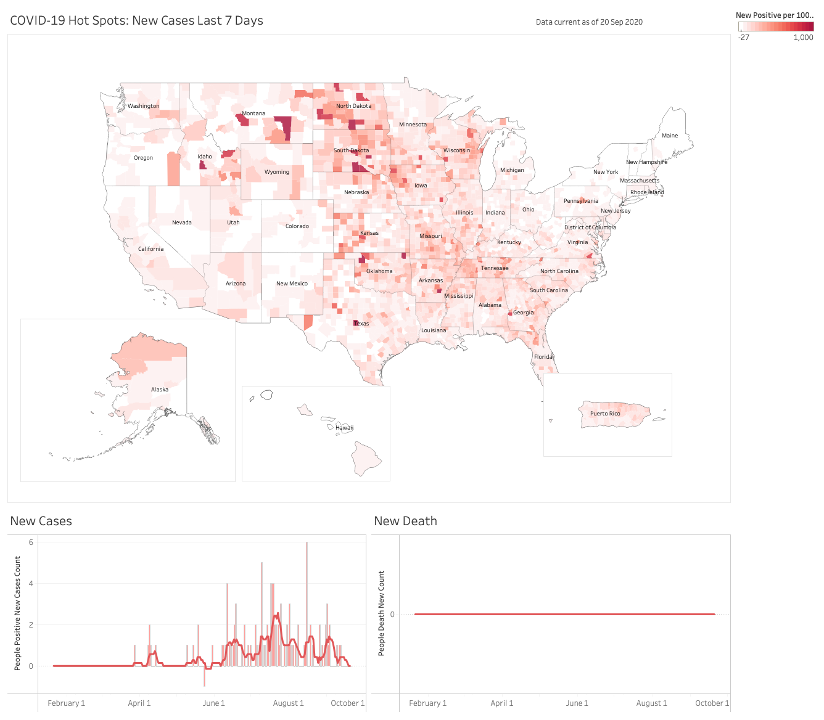 COVID-19 Hot Spots: New Cases Last 7 Days
Data current as of 20 Sep 2020
New Positive per 100..
-27
1,000
Washington
Montana
North Dakota
Minnesota
Maine
Oregon
Idaho
South Dakota
Wisconsin
Michigan
New York
New Hampshire
Massachusetts
Rhode Island
Wyoming
Nebraska
Iowa
Pennsylvania
New Jersey
Nevada
Utah
Colorado
Kansas
Missouri
Illinois
Indiana
Ohio
District of Columbia
Virginia
California
Kentucky
Arizona
New Mexico
Oklahoma
Arkansas
Tennessee
North Carolina
South Carolina
Texas
Mississippi
Alabama
Georgia
Louisiana
Florida
Alaska
Hawaii
Puerto Rico
New Cases
People Positive New Cases Count
6
4
2
0
February 1
April 1
June 1
August 1
October 1
New Death
People Death New Count
0
February 1
April 1
June 1
August 1
October 1